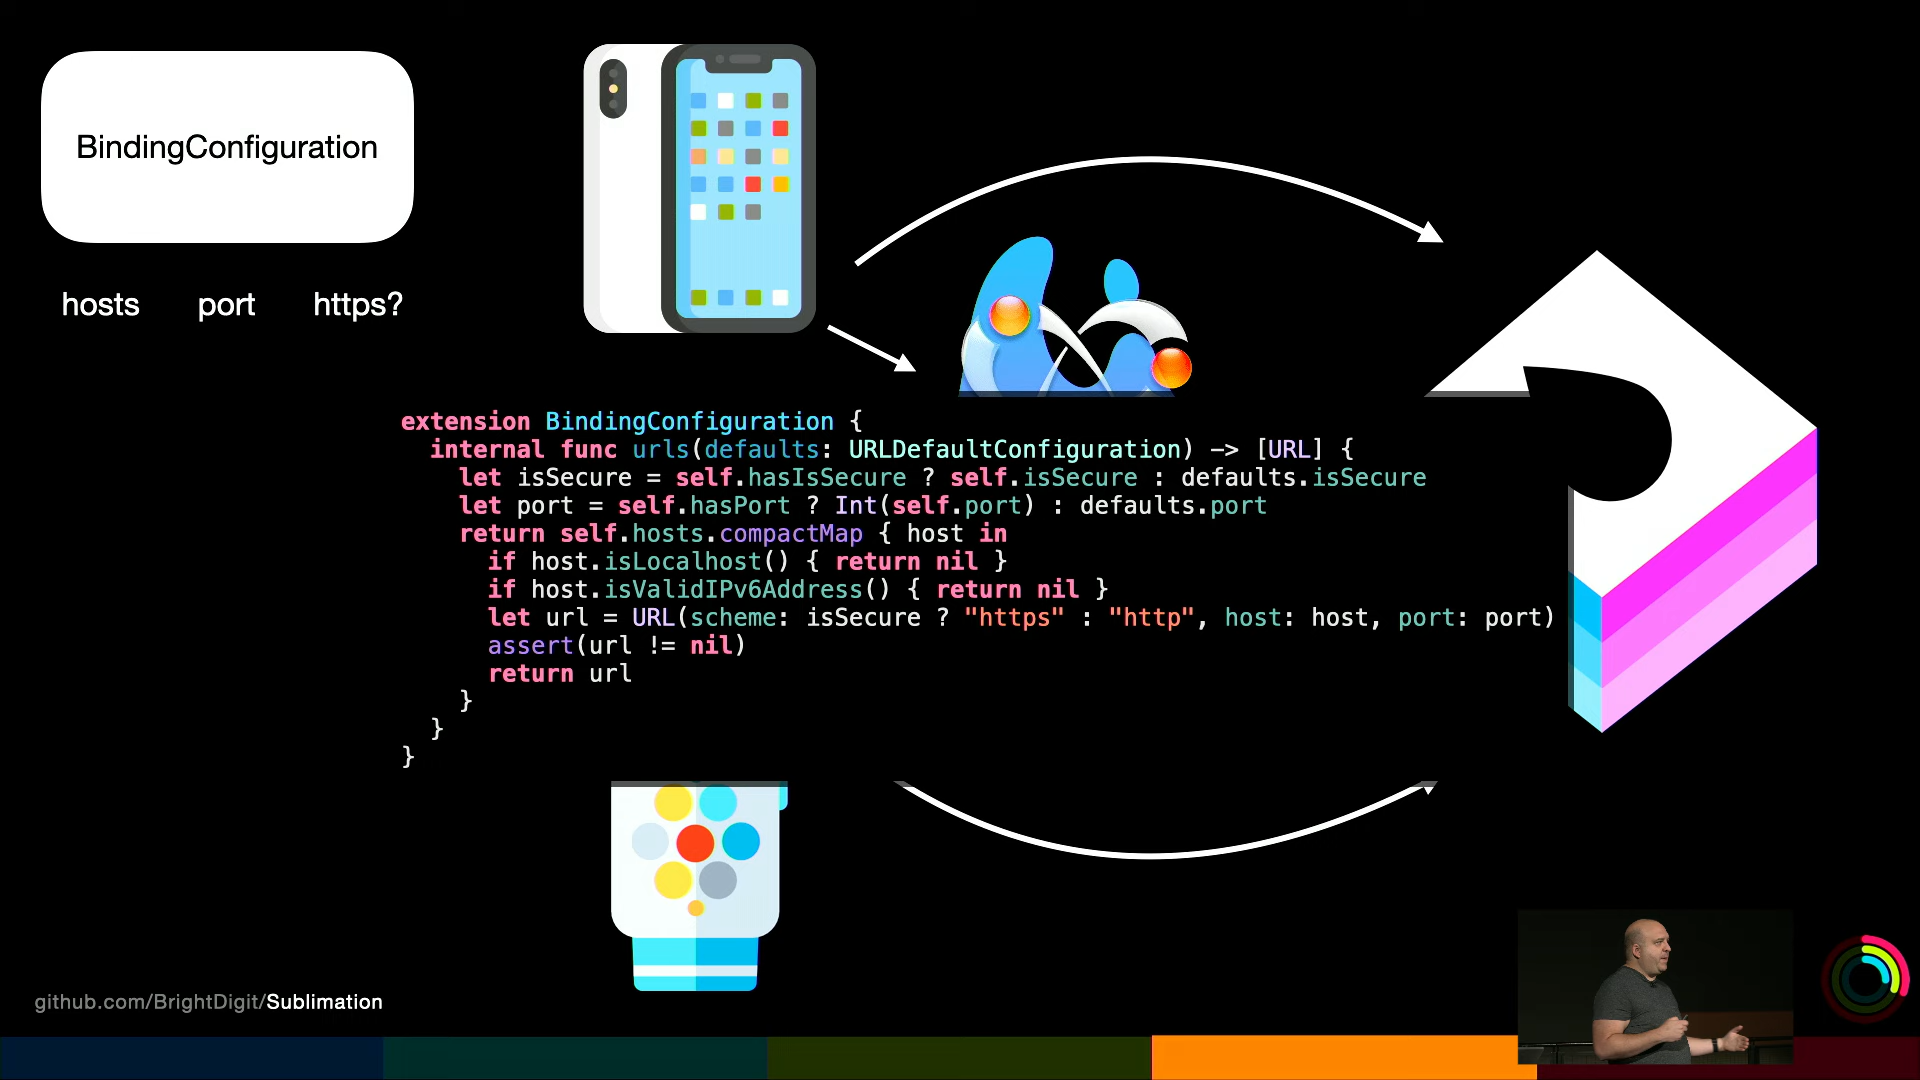 BindingConfiguration
hosts port https?
extension BindingConfiguration {
  internal func urls(defaults: URLDefaultConfiguration) -> [URL] {
    let isSecure = self.hasIsSecure ? self.isSecure : defaults.isSecure
    let port = self.hasPort ? Int(self.port) : defaults.port
    return self.hosts.compactMap { host in
      if host.isLocalhost() { return nil }
      if host.isValidIPv6Address() { return nil }
      let url = URL(scheme: isSecure ? "https" : "http", host: host, port: port)
      assert(url != nil)
      return url
    }
  }
}
github.com/BrightDigit/Sublimation